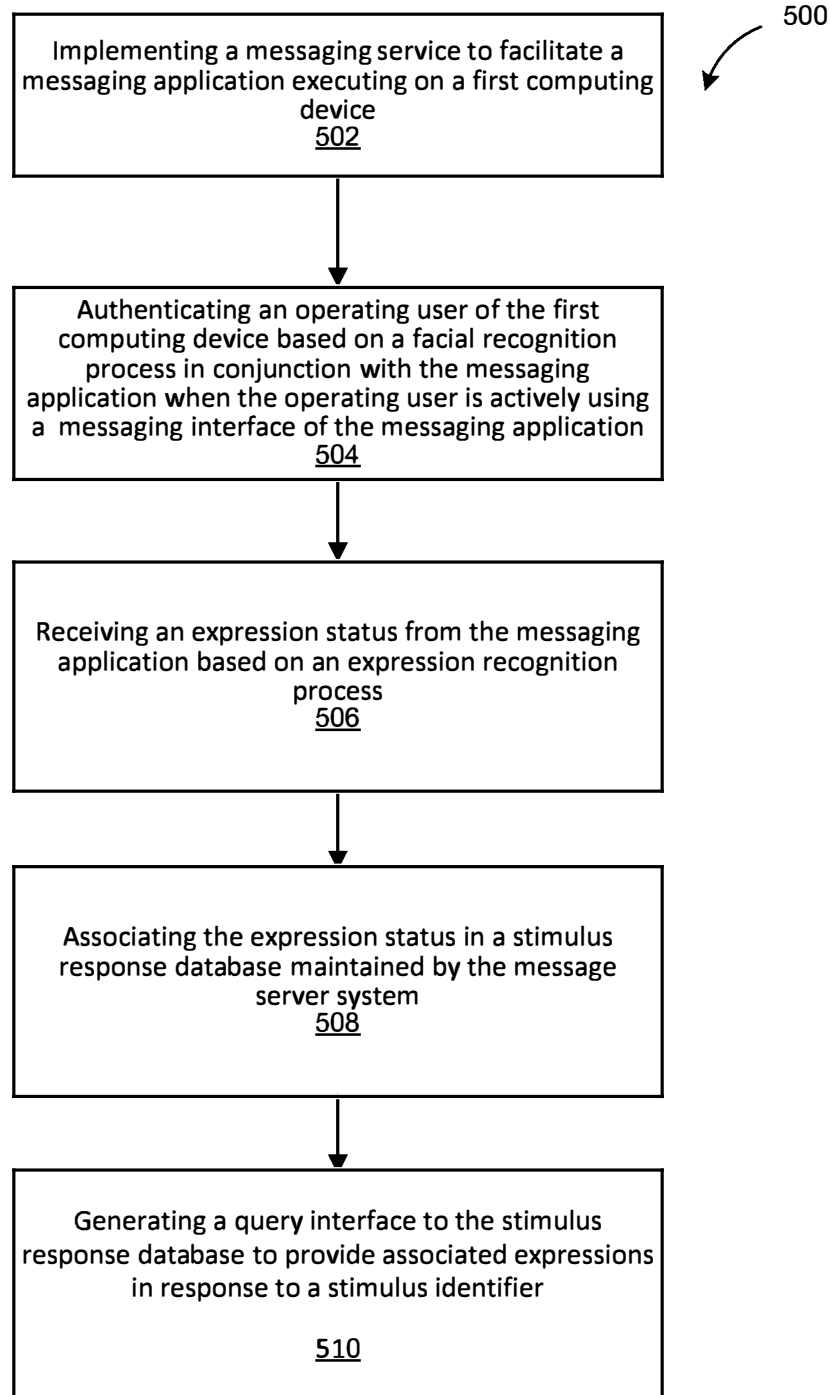 500
Implementing a messaging service to facilitate a
messaging application executing on a first computing
device
502
Authenticating an operating user of the first
computing device based on a facial recognition
process in conjunction with the messaging
application when the operating user is actively using
a messaging interface of the messaging application
504
Receiving an expression status from the messaging
application based on an expression recognition
process
506
Associating the expression status in a stimulus
response database maintained by the message
server system
508
Generating a query interface to the stimulus
response database to provide associated expressions
in response to a stimulus identifier
510